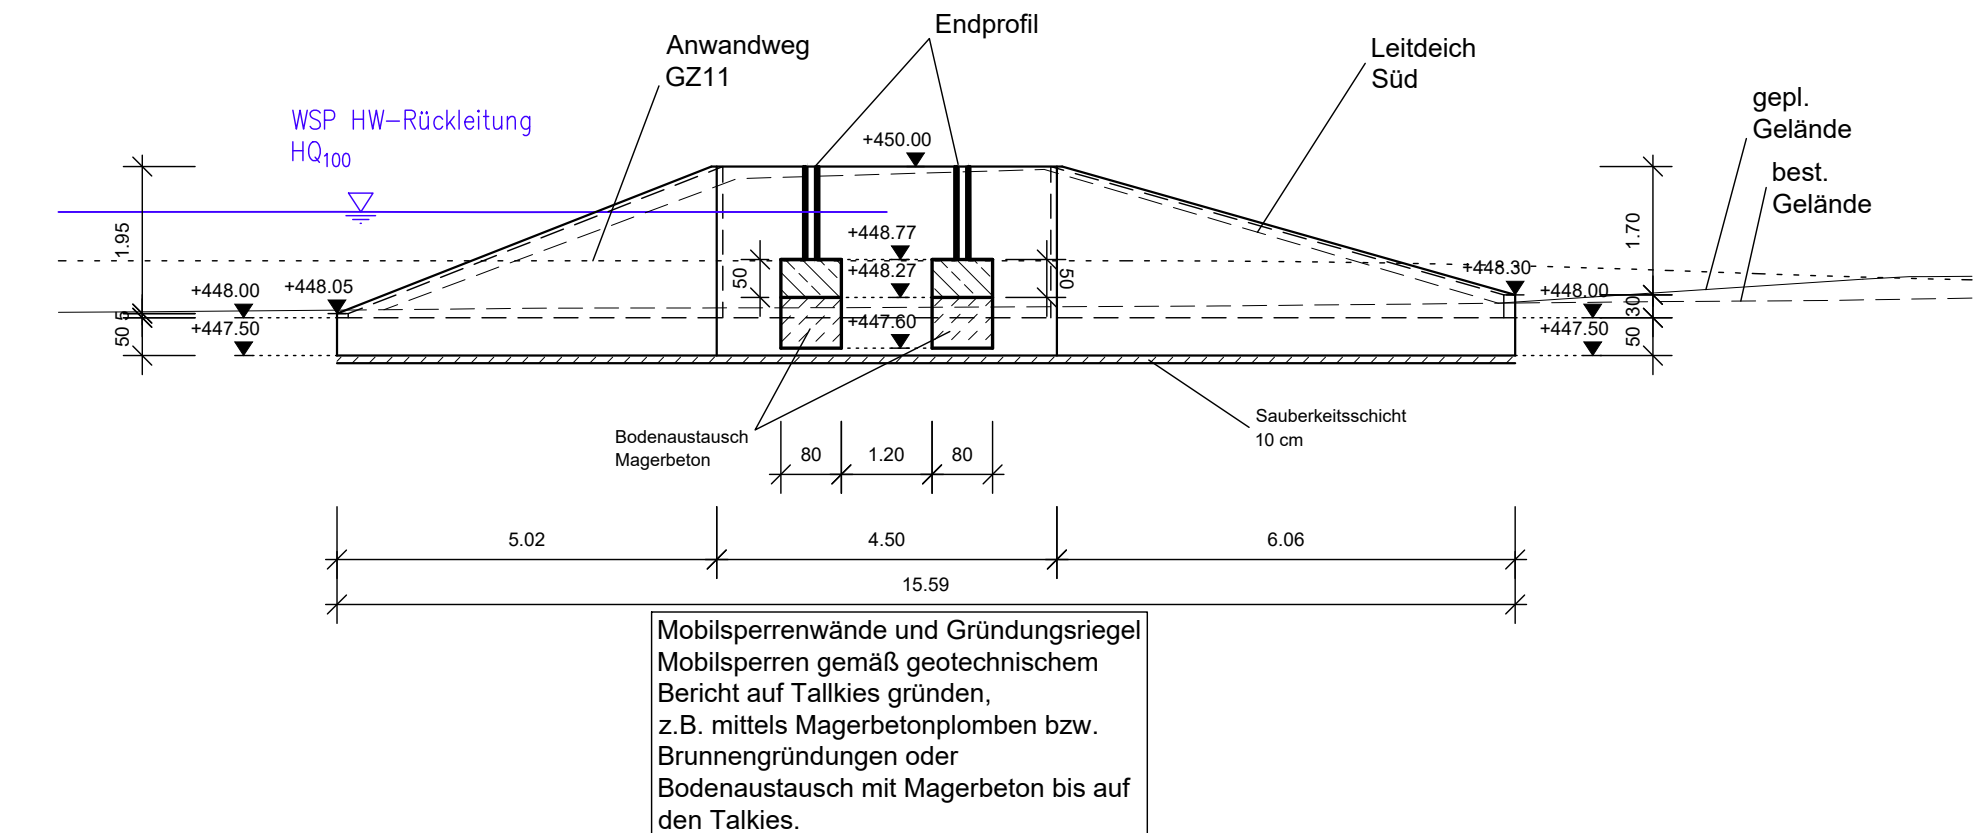 Endprofil
Anwandweg
GZ11
Leitdeich
Süd
WSP HW-Rückleitung
HQ100
gepl.
Gelände
best.
Gelände
+450.00
1.95
1.70
+448.77
+448.27
50
50
+448.30
+448.00
+448.05
+448.00
5
30
+447.50
+447.60
+447.50
50
50
Bodenaustausch
Magerbeton
Sauberkeitsschicht
10 cm
80
1.20
80
5.02
4.50
6.06
15.59
Mobilsperrenwände und Gründungsriegel
Mobilsperren gemäß geotechnischem
Bericht auf Tallkies gründen,
z.B. mittels Magerbetonplomben bzw.
Brunnengründungen oder
Bodenaustausch mit Magerbeton bis auf
den Talkies.